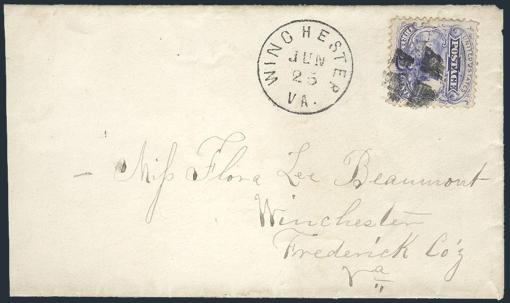 WINCHESTER
JUN
25
VA.
POSTAGE
– Miss Flora Lee Beaumont
Winchester
Frederick Co'y
Va